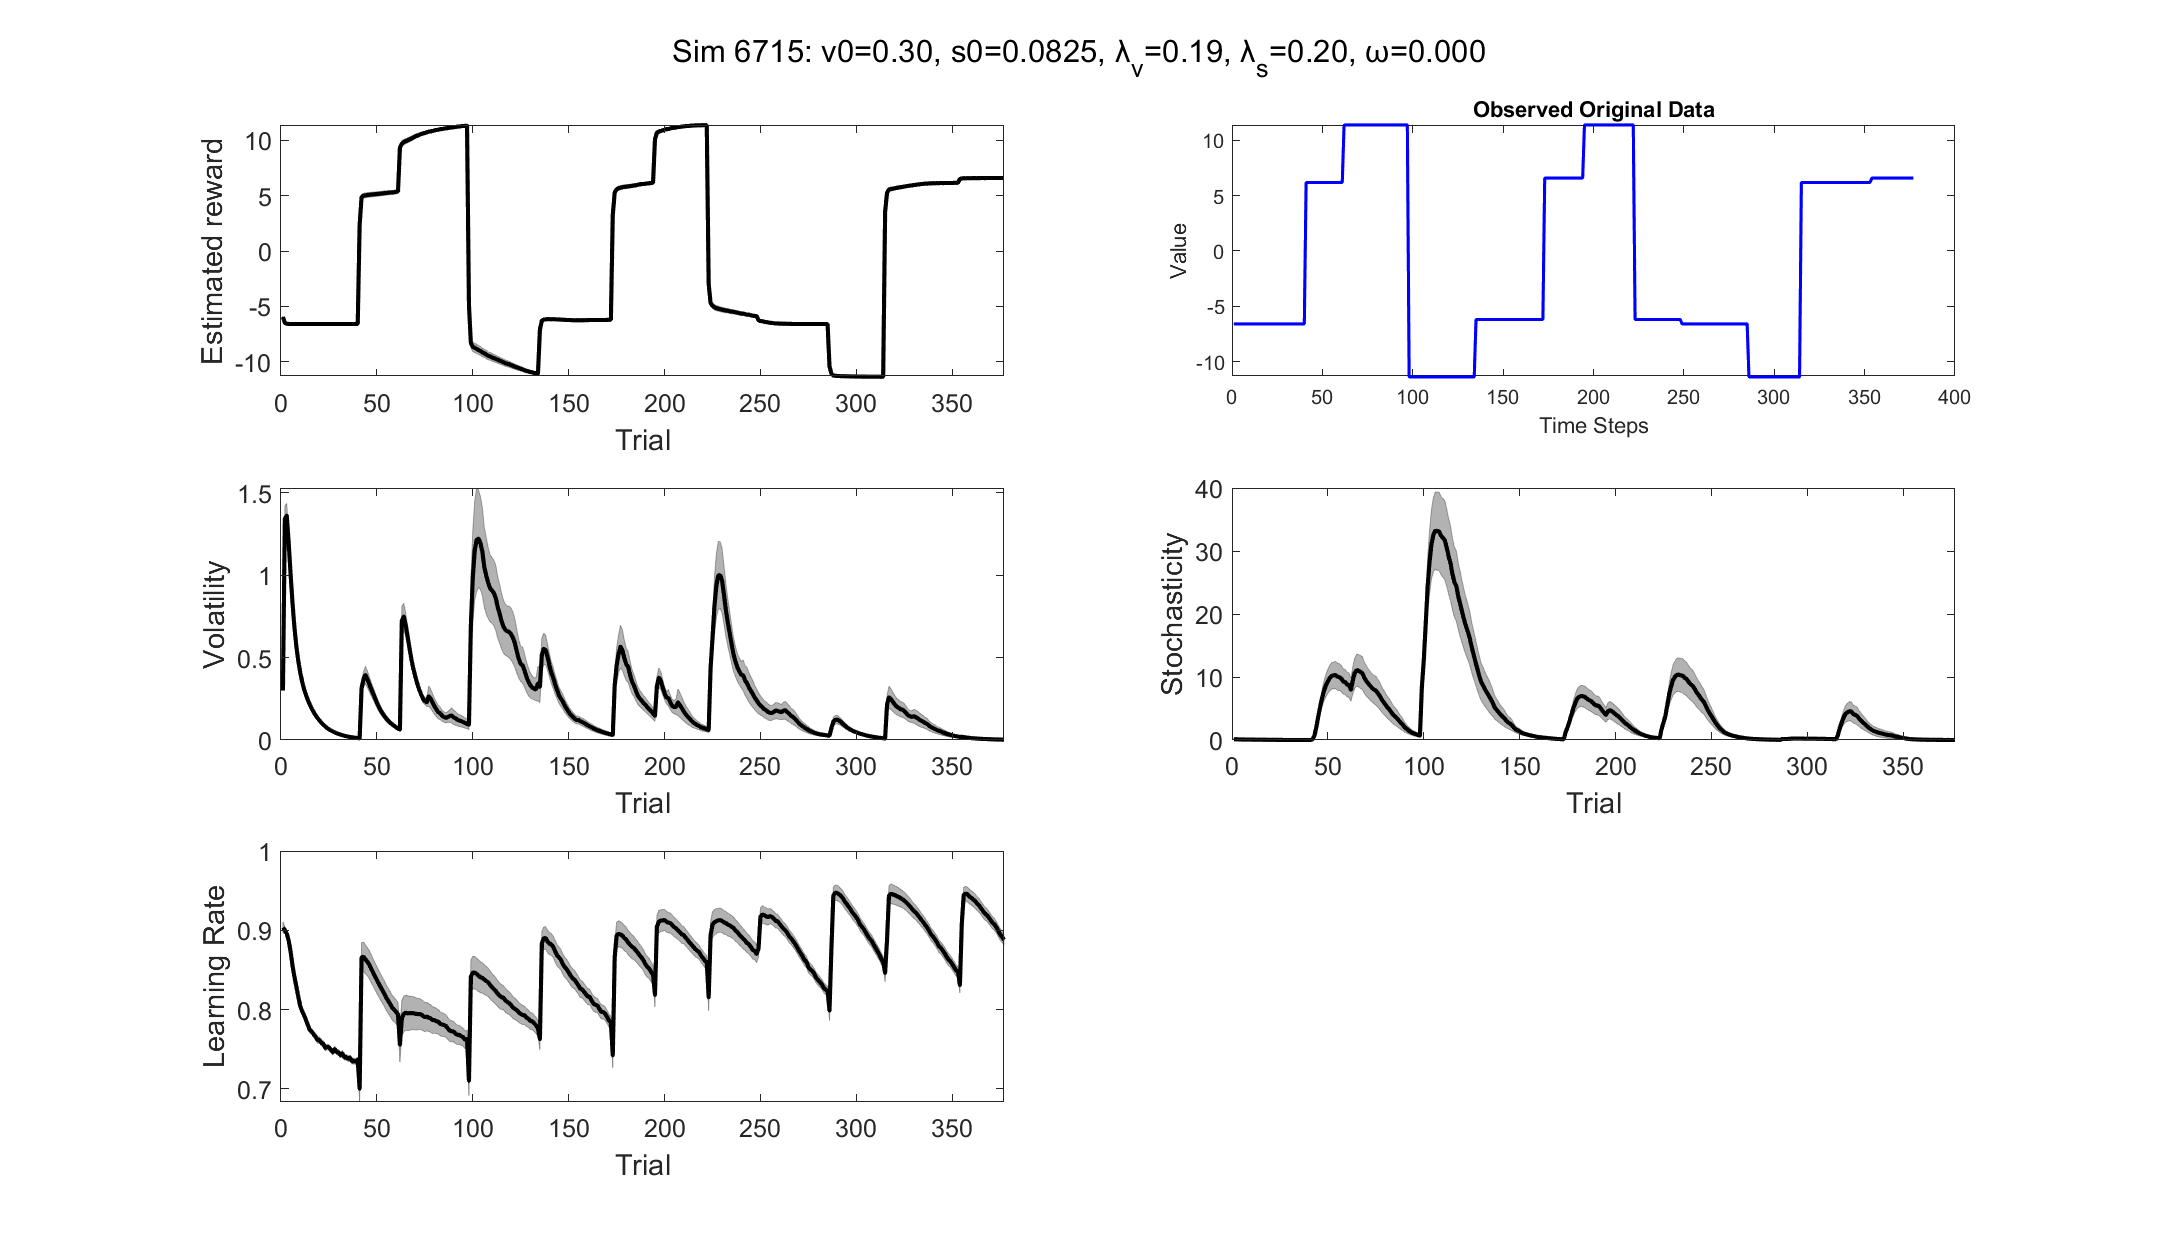 Sim 6715: v0=0.30, s0=0.0825, λv=0.19, λs=0.20, ω=0.000
Estimated reward
10
5
0
-5
-10
0 50 100 150 200 250 300 350
Trial
Observed Original Data
Value
10
5
0
-5
-10
0 50 100 150 200 250 300 350 400
Time Steps
Volatility
1.5
1
0.5
0
0 50 100 150 200 250 300 350
Trial
Stochasticity
40
30
20
10
0
0 50 100 150 200 250 300 350
Trial
Learning Rate
1
0.9
0.8
0.7
0 50 100 150 200 250 300 350
Trial